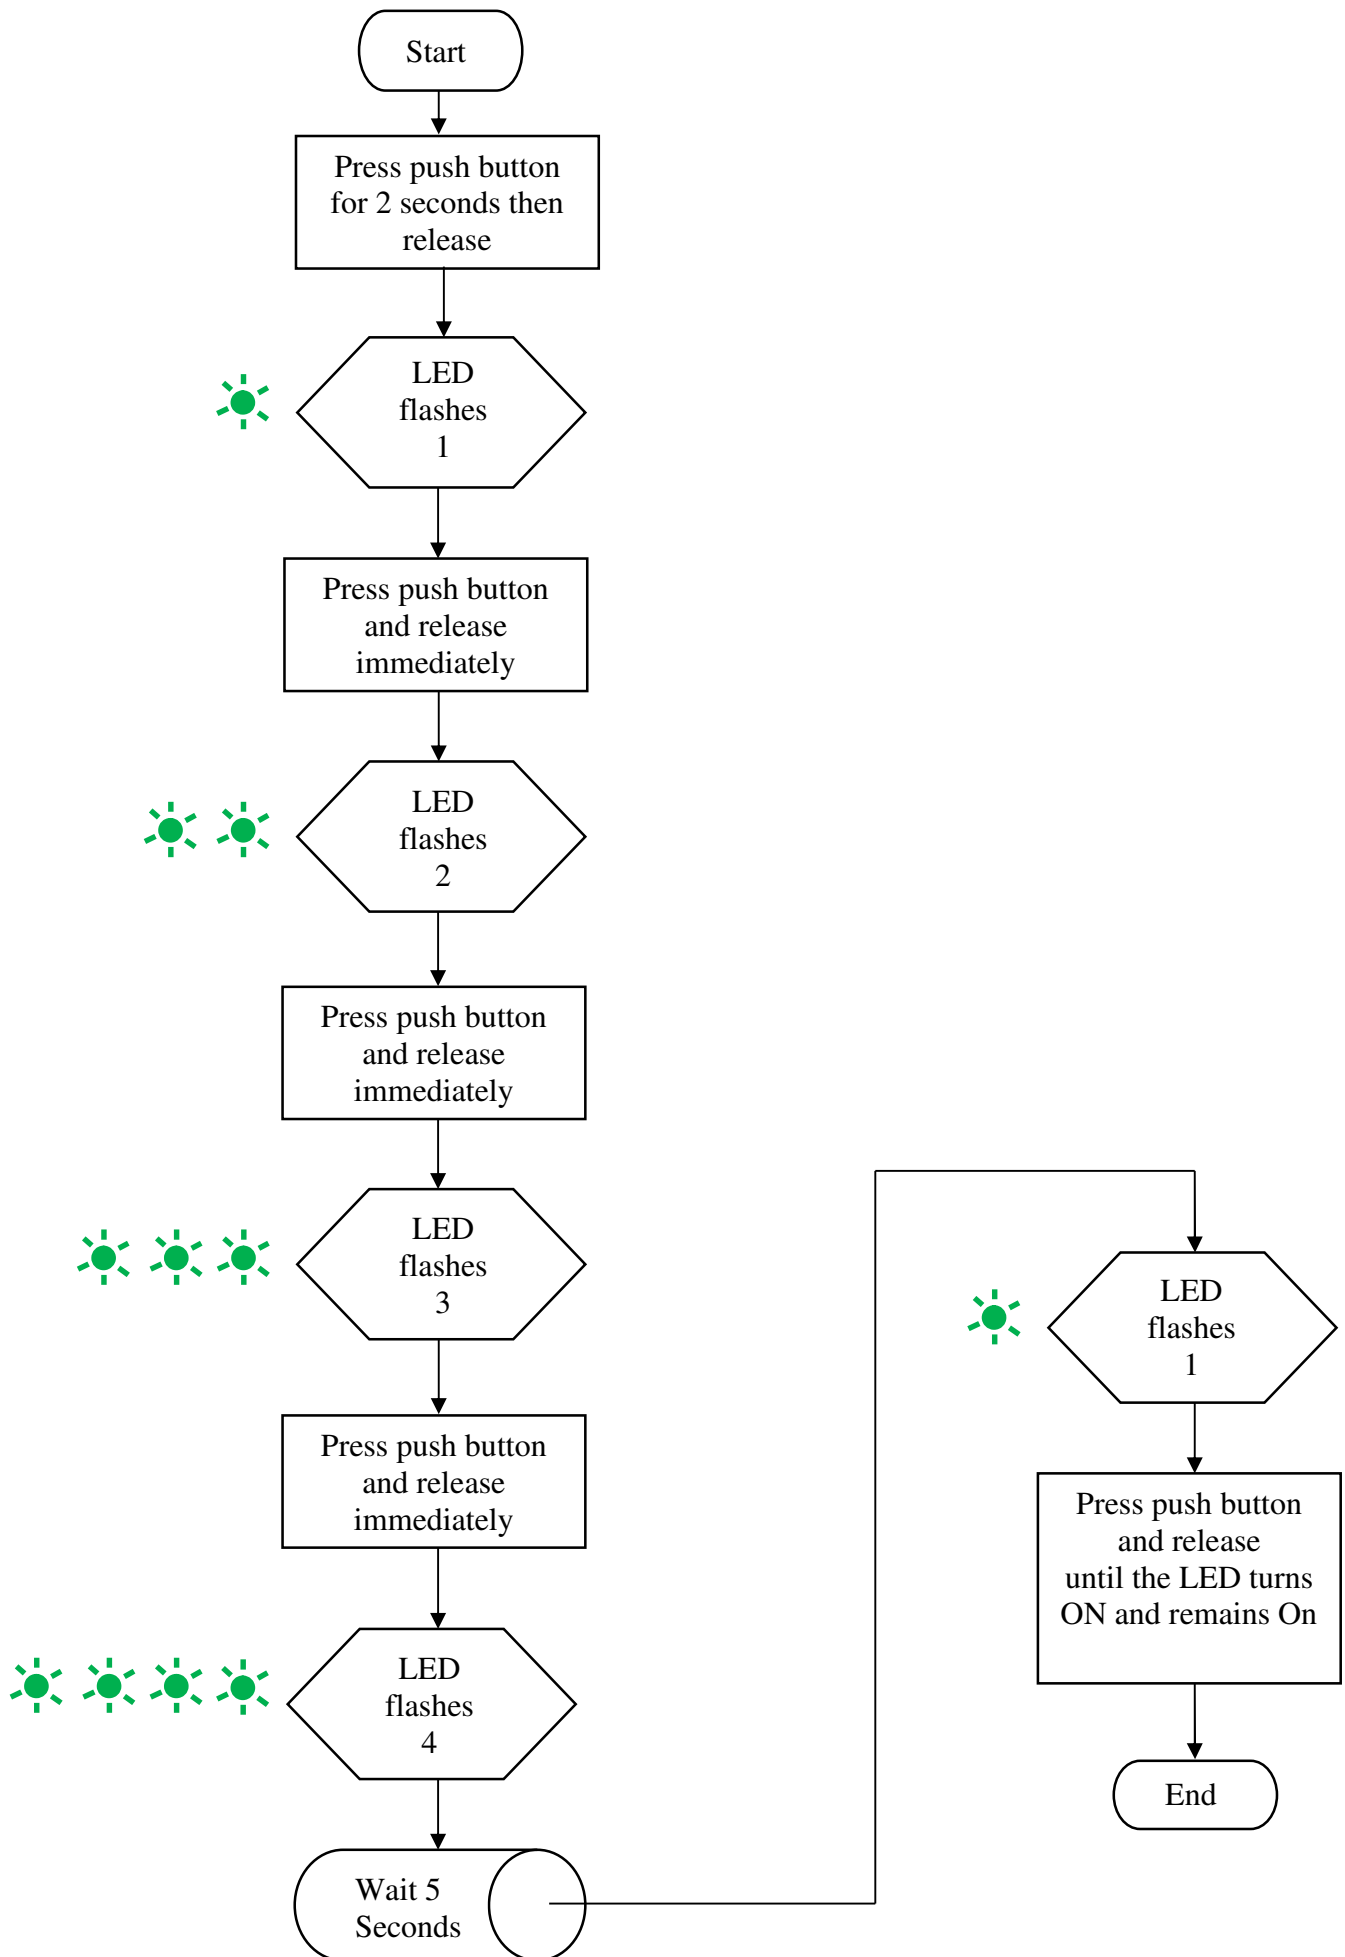 Start
Press push button
for 2 seconds then
release
LED
flashes
1
Press push button
and release
immediately
LED
flashes
2
Press push button
and release
immediately
LED
flashes
3
Press push button
and release
immediately
LED
flashes
4
Wait 5
Seconds
LED
flashes
1
Press push button
and release
until the LED turns
ON and remains On
End